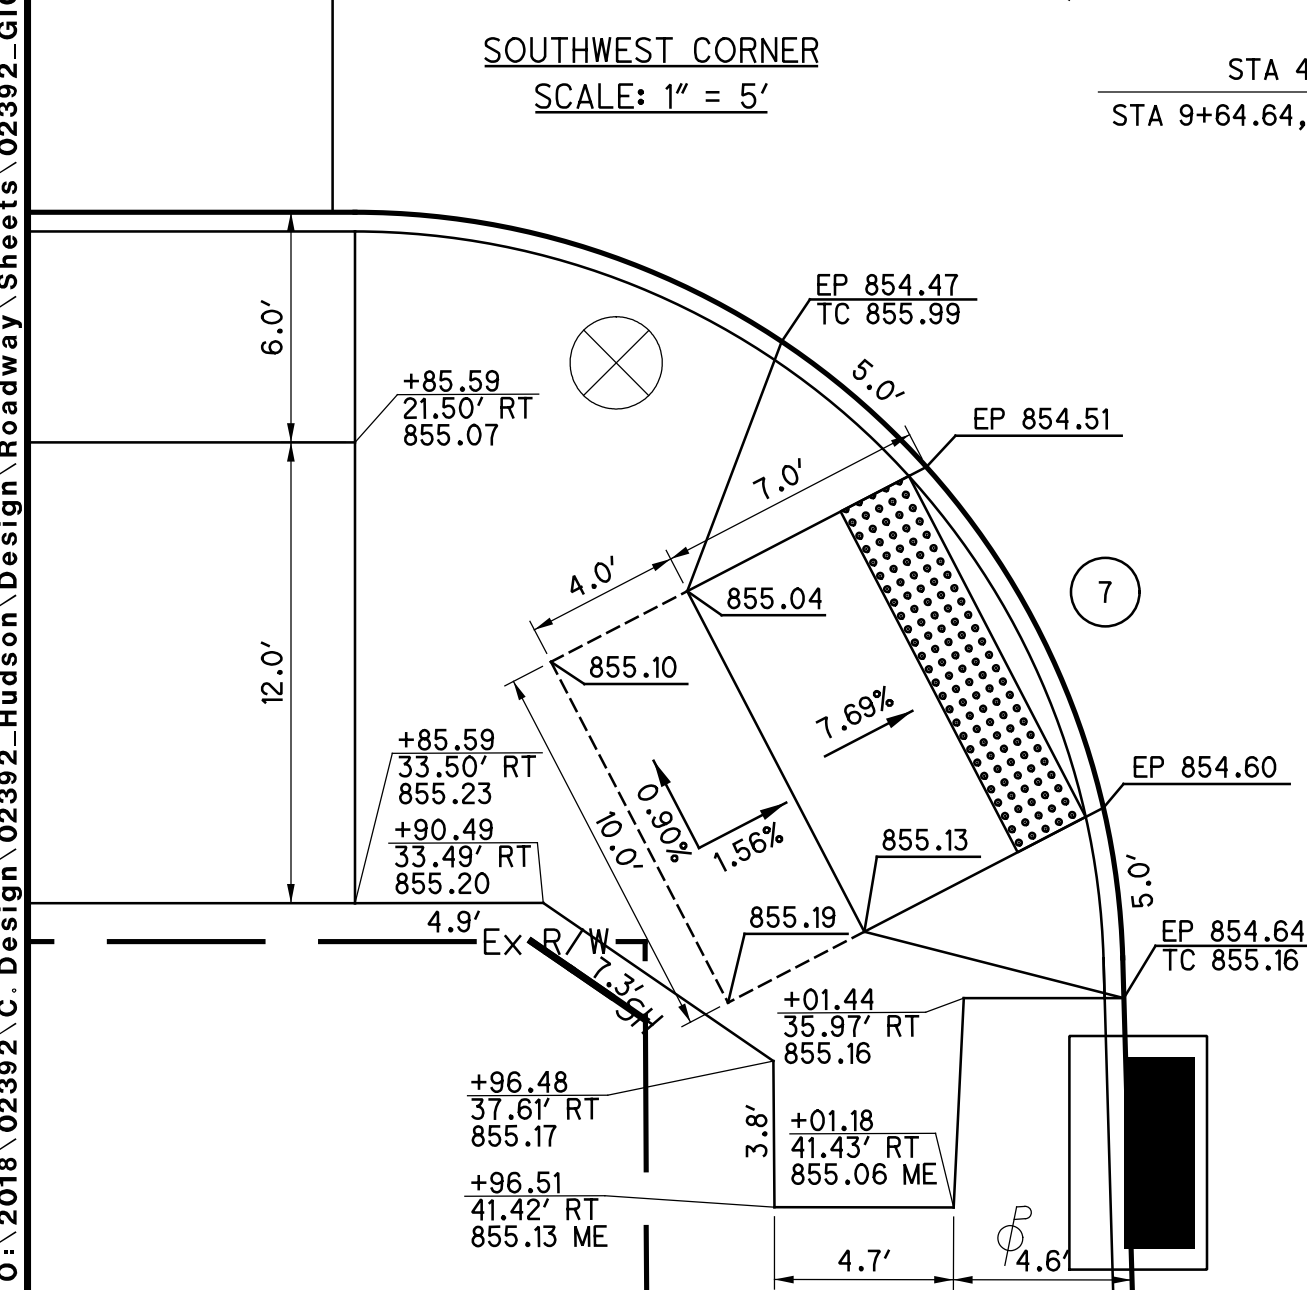 SOUTHWEST CORNER
SCALE: 1" = 5'
STA 4
STA 9+64.64,
O:\2018\02392\C. Design\02392_Hudson\Design\Roadway\Sheets\02392_Glo
EP 854.47
TC 855.99
6.0'
5.0'
+85.59
21.50' RT
855.07
EP 854.51
7.0'
4.0'
855.04
7
855.10
12.0'
7.69%
+85.59
33.50' RT
855.23
EP 854.60
0.90%
10.0'
1.56%
+90.49
33.49' RT
855.20
855.13
5.0'
4.9'
855.19
Ex R/W
EP 854.64
TC 855.16
7.3'
SH
+01.44
35.97' RT
855.16
+96.48
37.61' RT
855.17
3.8'
+01.18
41.43' RT
855.06 ME
+96.51
41.42' RT
855.13 ME
4.7'
4.6'